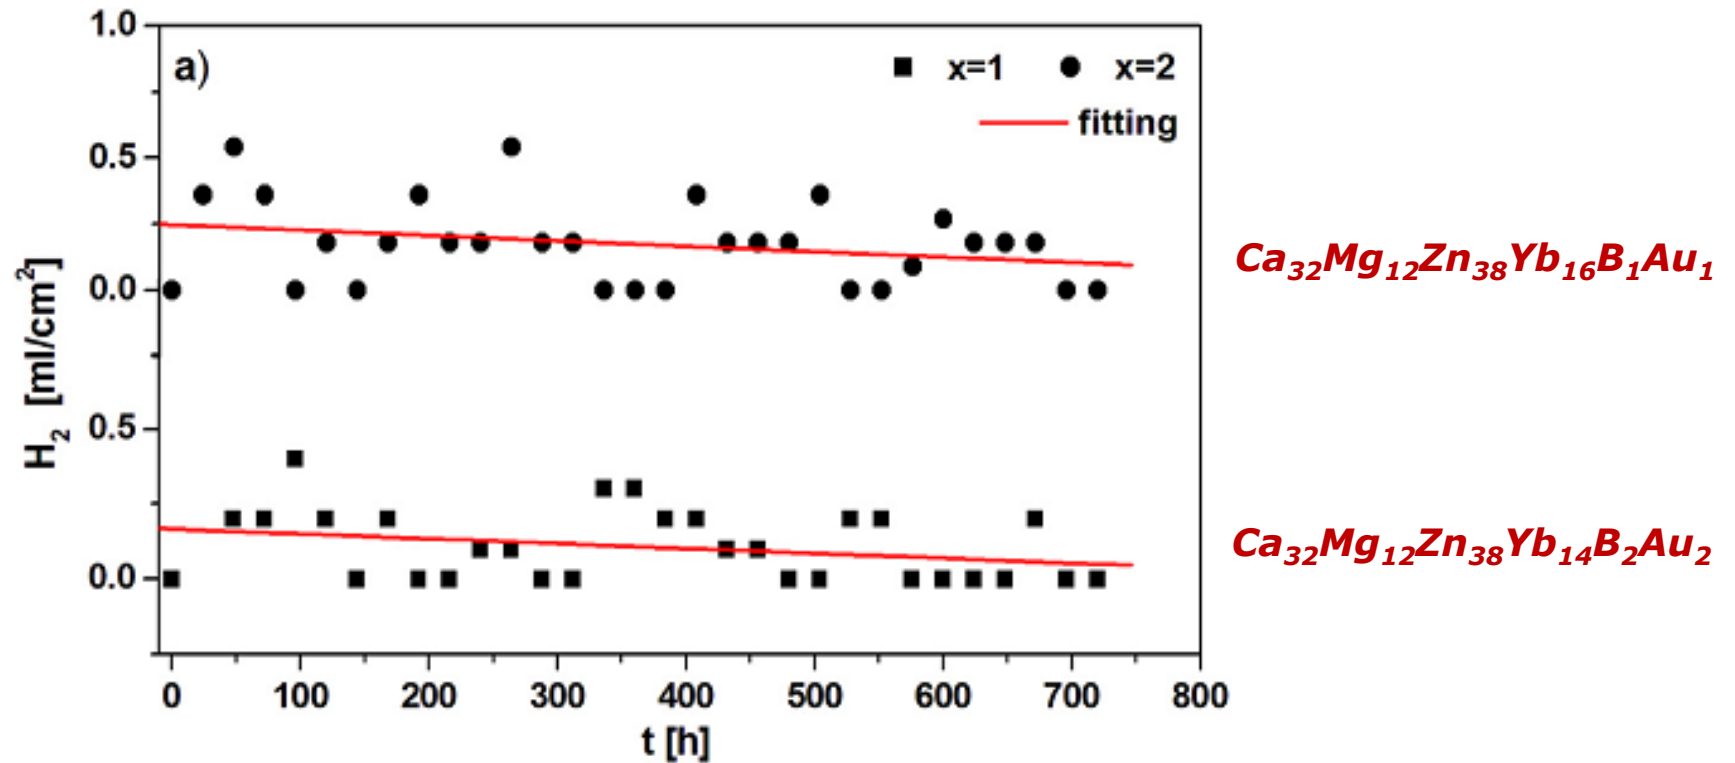 a)
x=1 x=2
fitting
1.0
0.5
0.0
0.5
0.0
H₂ [ml/cm²]
0 100 200 300 400 500 600 700 800
t [h]
Ca₃₂Mg₁₂Zn₃₈Yb₁₆B₁Au₁
Ca₃₂Mg₁₂Zn₃₈Yb₁₄B₂Au₂